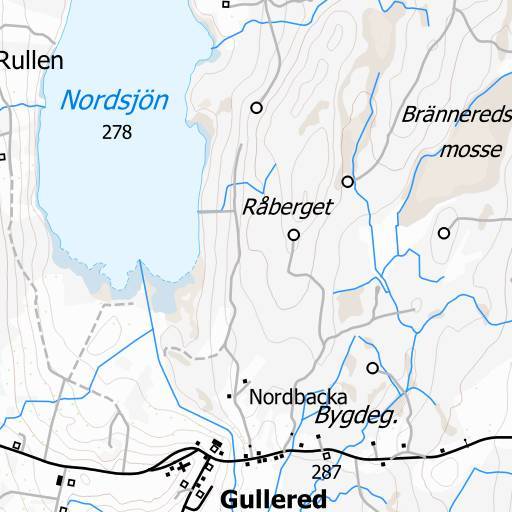 Rullen
Nordsjön
278
Brännereds-
mosse
Råberget
Nordbacka
Bygdeg.
287
Gullered